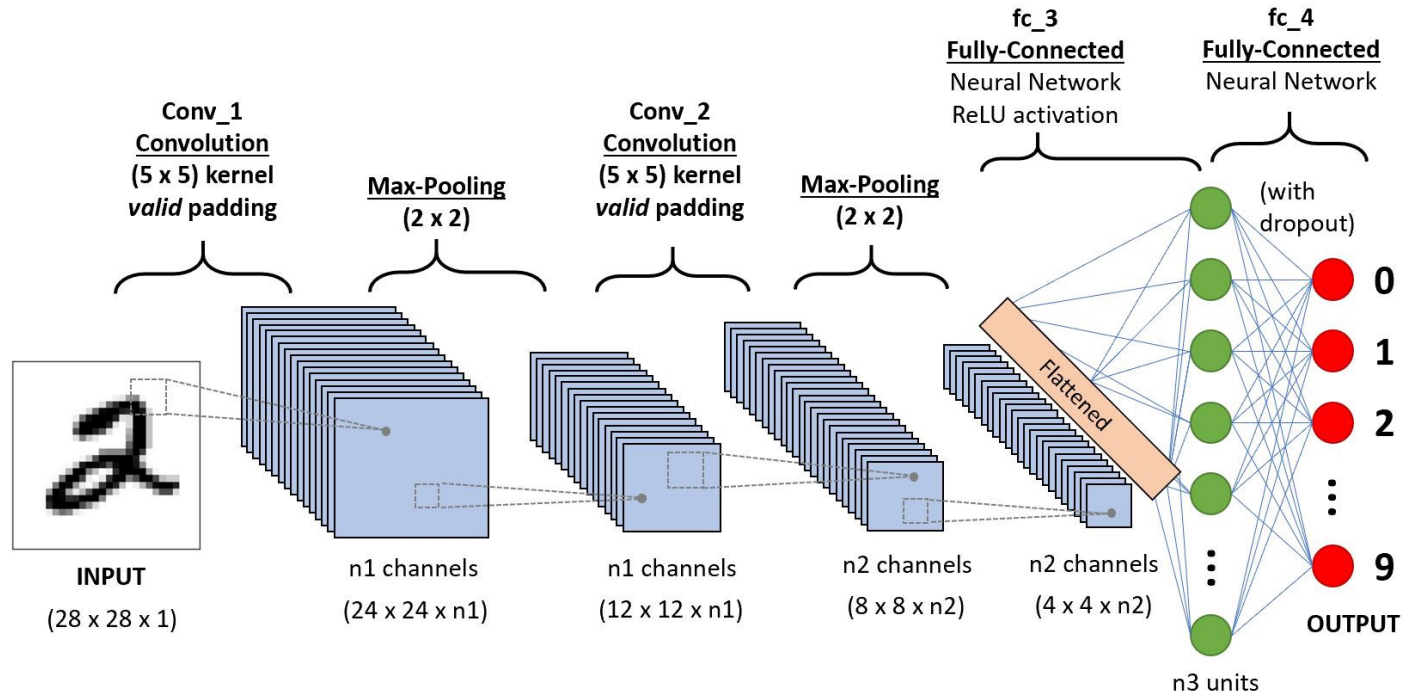 Conv_1
Convolution
(5 x 5) kernel
valid padding
Max-Pooling
(2 x 2)
Conv_2
Convolution
(5 x 5) kernel
valid padding
Max-Pooling
(2 x 2)
fc_3
Fully-Connected
Neural Network
ReLU activation
fc_4
Fully-Connected
Neural Network
(with
dropout)
Flattened
0
1
2
9
INPUT
(28 x 28 x 1)
n1 channels
(24 x 24 x n1)
n1 channels
(12 x 12 x n1)
n2 channels
(8 x 8 x n2)
n2 channels
(4 x 4 x n2)
OUTPUT
n3 units